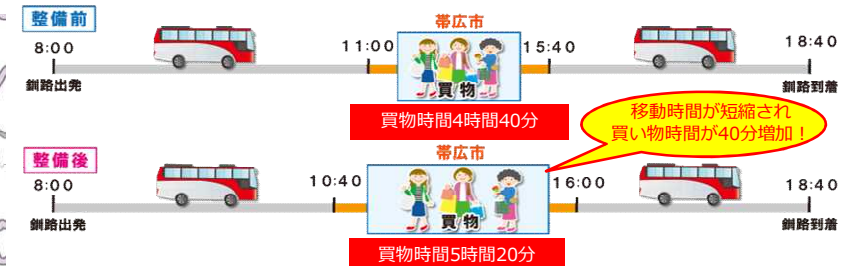 整備前
帯広市
8:00
11:00
15:40
18:40
釧路出発
買物
釧路到着
買物時間4時間40分
移動時間が短縮され
買い物時間が40分増加！
整備後
帯広市
8:00
10:40
16:00
18:40
釧路出発
買物
釧路到着
買物時間5時間20分